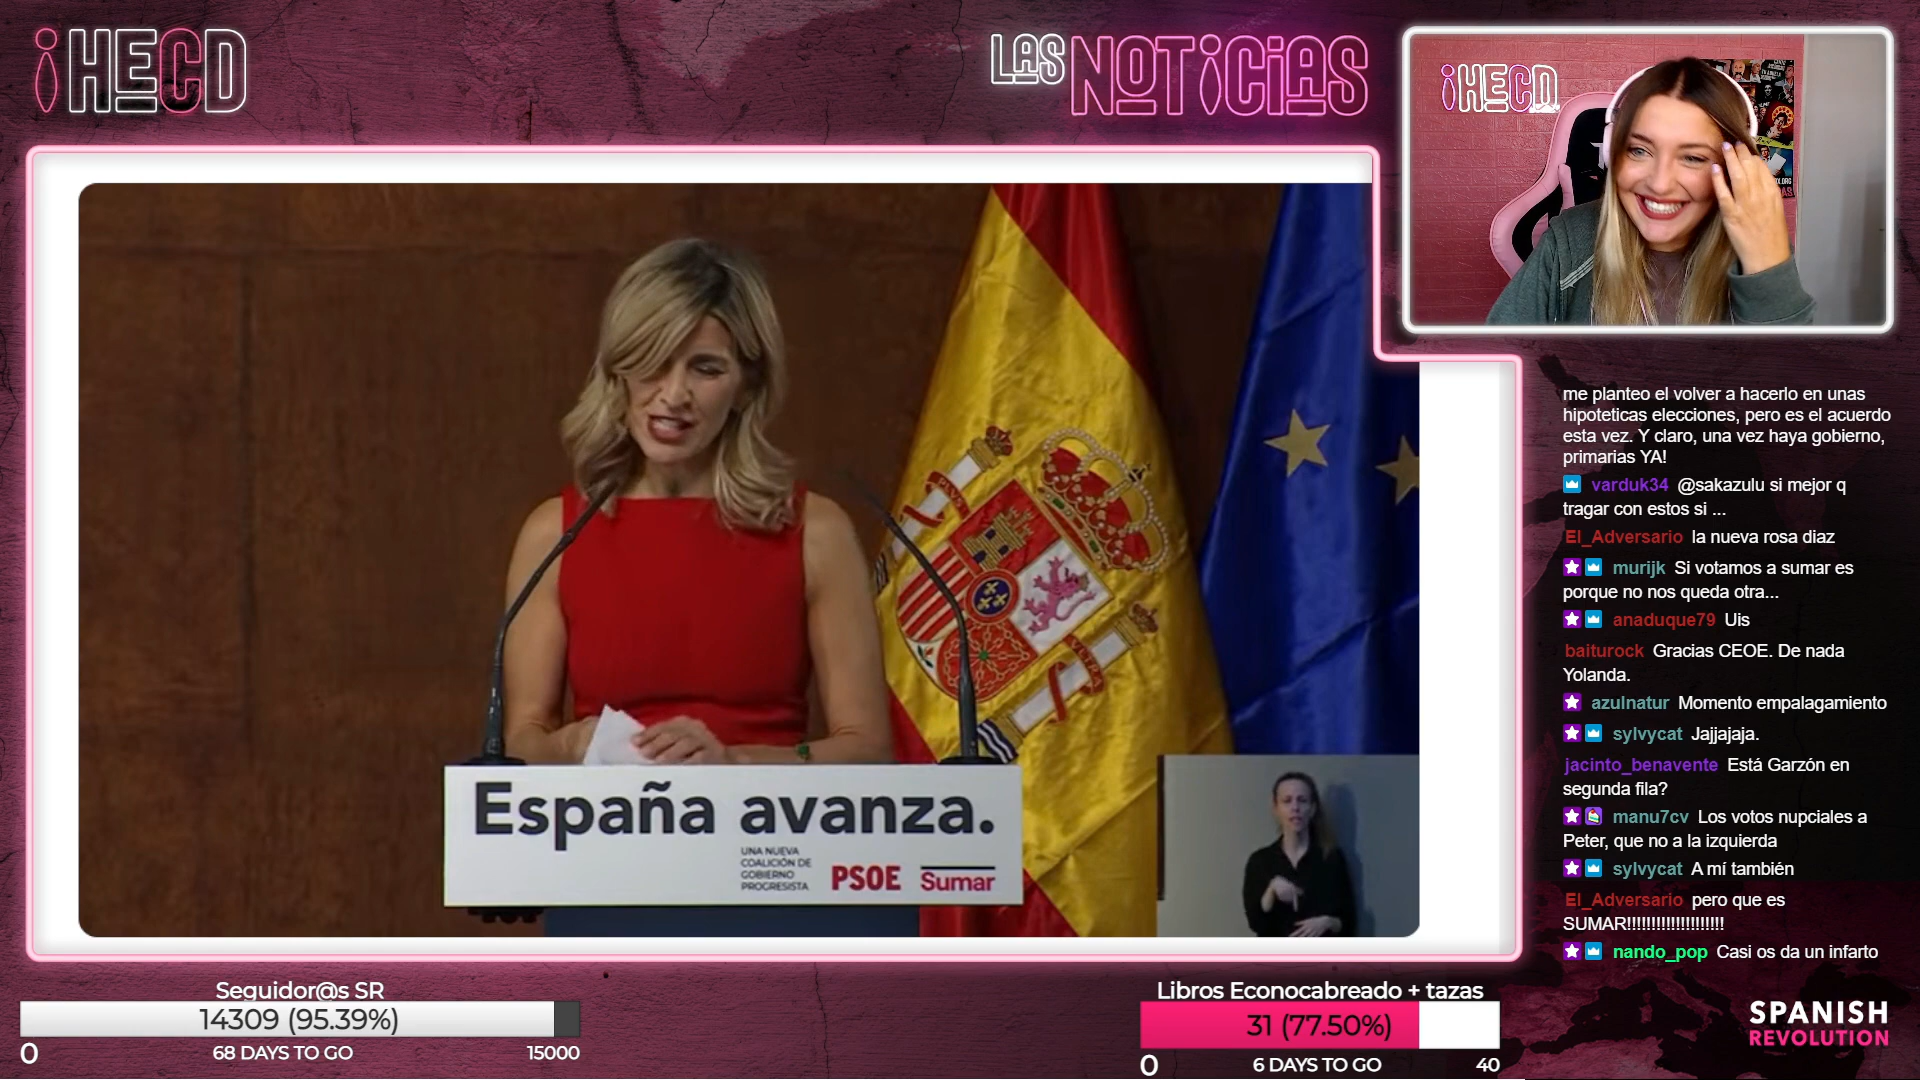 ¡HECD
LAS NOTICIAS
¡HECD
España avanza.
UNA NUEVA
COALICIÓN DE
GOBIERNO
PROGRESISTA
PSOE
Sumar
me planteo el volver a hacerlo en unas
hipoteticas elecciones, pero es el acuerdo
esta vez. Y claro, una vez haya gobierno,
primarias YA!
varduk34 @sakazulu si mejor q
tragar con estos si ...
El_Adversario la nueva rosa diaz
murijk Si votamos a sumar es
porque no nos queda otra...
anaduque79 Uis
baiturock Gracias CEOE. De nada
Yolanda.
azulnatur Momento empalagamiento
sylvycat Jajjajaja.
jacinto_benavente Está Garzón en
segunda fila?
manu7cv Los votos nupciales a
Peter, que no a la izquierda
sylvycat A mí también
El_Adversario pero que es
SUMAR!!!!!!!!!!!!!!!!!!!!
nando_pop Casi os da un infarto
Seguidor@s SR
14309 (95.39%)
0 68 DAYS TO GO 15000
Libros Econocabreado + tazas
31 (77.50%)
0 6 DAYS TO GO 40
SPANISH
REVOLUTION